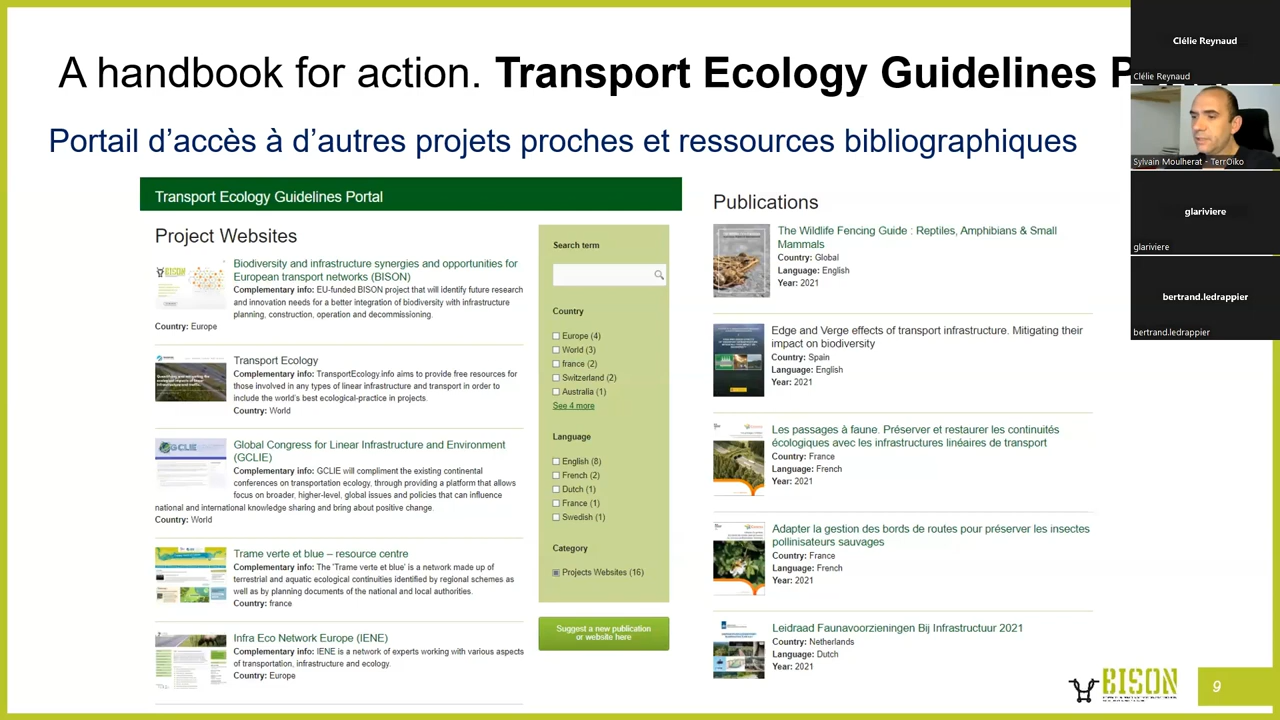 A handbook for action. Transport Ecology Guidelines P
Portail d'accès à d'autres projets proches et ressources bibliographiques
Transport Ecology Guidelines Portal
Project Websites
Biodiversity and infrastructure synergies and opportunities for
European transport networks (BISON)
Complementary info: EU-funded BISON project that will identify future research
and innovation needs for a better integration of biodiversity with infrastructure
planning, construction, operation and decommissioning.
Country: Europe
Transport Ecology
Complementary info: TransportEcology.info aims to provide free resources for
those involved in any types of linear infrastructure and transport in order to
include the world's best ecological-practice in projects.
Country: World
Global Congress for Linear Infrastructure and Environment
(GCLIE)
Complementary info: GCLIE will compliment the existing continental
conferences on transportation ecology, through providing a platform that allows
focus on broader, higher-level, global issues and policies that can influence
national and international knowledge sharing and bring about positive change.
Country: World
Trame verte et bleue – resource centre
Complementary info: The 'Trame verte et bleue' is a network made up of
terrestrial and aquatic ecological continuities identified by regional schemes as
well as by planning documents of the national and local authorities.
Country: france
Infra Eco Network Europe (IENE)
Complementary info: IENE is a network of experts working with various aspects
of transportation, infrastructure and ecology.
Country: Europe
Search term
Country
Europe (4)
World (3)
france (2)
Switzerland (2)
Australia (1)
See 4 more
Language
English (8)
French (2)
Dutch (1)
France (1)
Swedish (1)
Category
Projects Websites (16)
Suggest a new publication
or website here
Publications
The Wildlife Fencing Guide : Reptiles, Amphibians & Small
Mammals
Country: Global
Language: English
Year: 2021
Edge and Verge effects of transport infrastructure. Mitigating their
impact on biodiversity
Country: Spain
Language: English
Year: 2021
Les passages à faune. Préserver et restaurer les continuités
écologiques avec les infrastructures linéaires de transport
Country: France
Language: French
Year: 2021
Adapter la gestion des bords de routes pour préserver les insectes
pollinisateurs sauvages
Country: France
Language: French
Year: 2021
Leidraad Faunavoorzieningen Bij Infrastructuur 2021
Country: Netherlands
Language: Dutch
Year: 2021
BISON
9
Clélie Reynaud
Clélie Reynaud
Sylvain Moulherat - TerrOïko
glariviere
glariviere
bertrand.ledrappier
bertrand.ledrappier